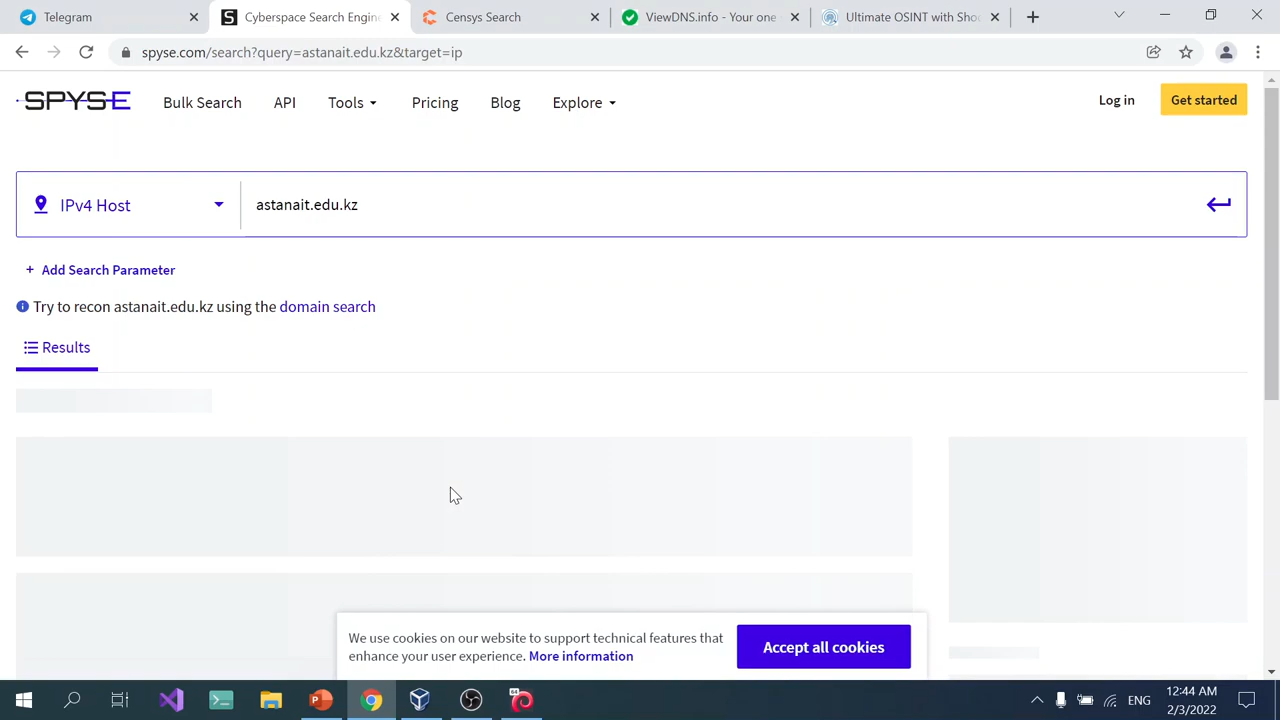 Telegram
Cyberspace Search Engin
Censys Search
ViewDNS.info - Your one
Ultimate OSINT with Sho
spyse.com/search?query=astanait.edu.kz&target=ip
SPYSE
Bulk Search
API
Tools
Pricing
Blog
Explore
Log in
Get started
IPv4 Host
astanait.edu.kz
+ Add Search Parameter
Try to recon astanait.edu.kz using the domain search
Results
We use cookies on our website to support technical features that
enhance your user experience. More information
Accept all cookies
ENG
12:44 AM
2/3/2022